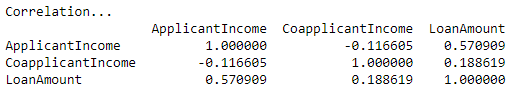 Correlation...
ApplicantIncome CoapplicantIncome LoanAmount
ApplicantIncome 1.000000 -0.116605 0.570909
CoapplicantIncome -0.116605 1.000000 0.188619
LoanAmount 0.570909 0.188619 1.000000